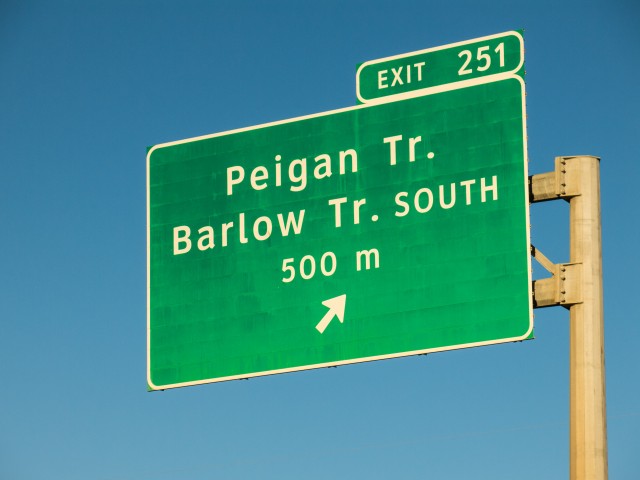 EXIT 251
Peigan Tr.
Barlow Tr. SOUTH
500 m